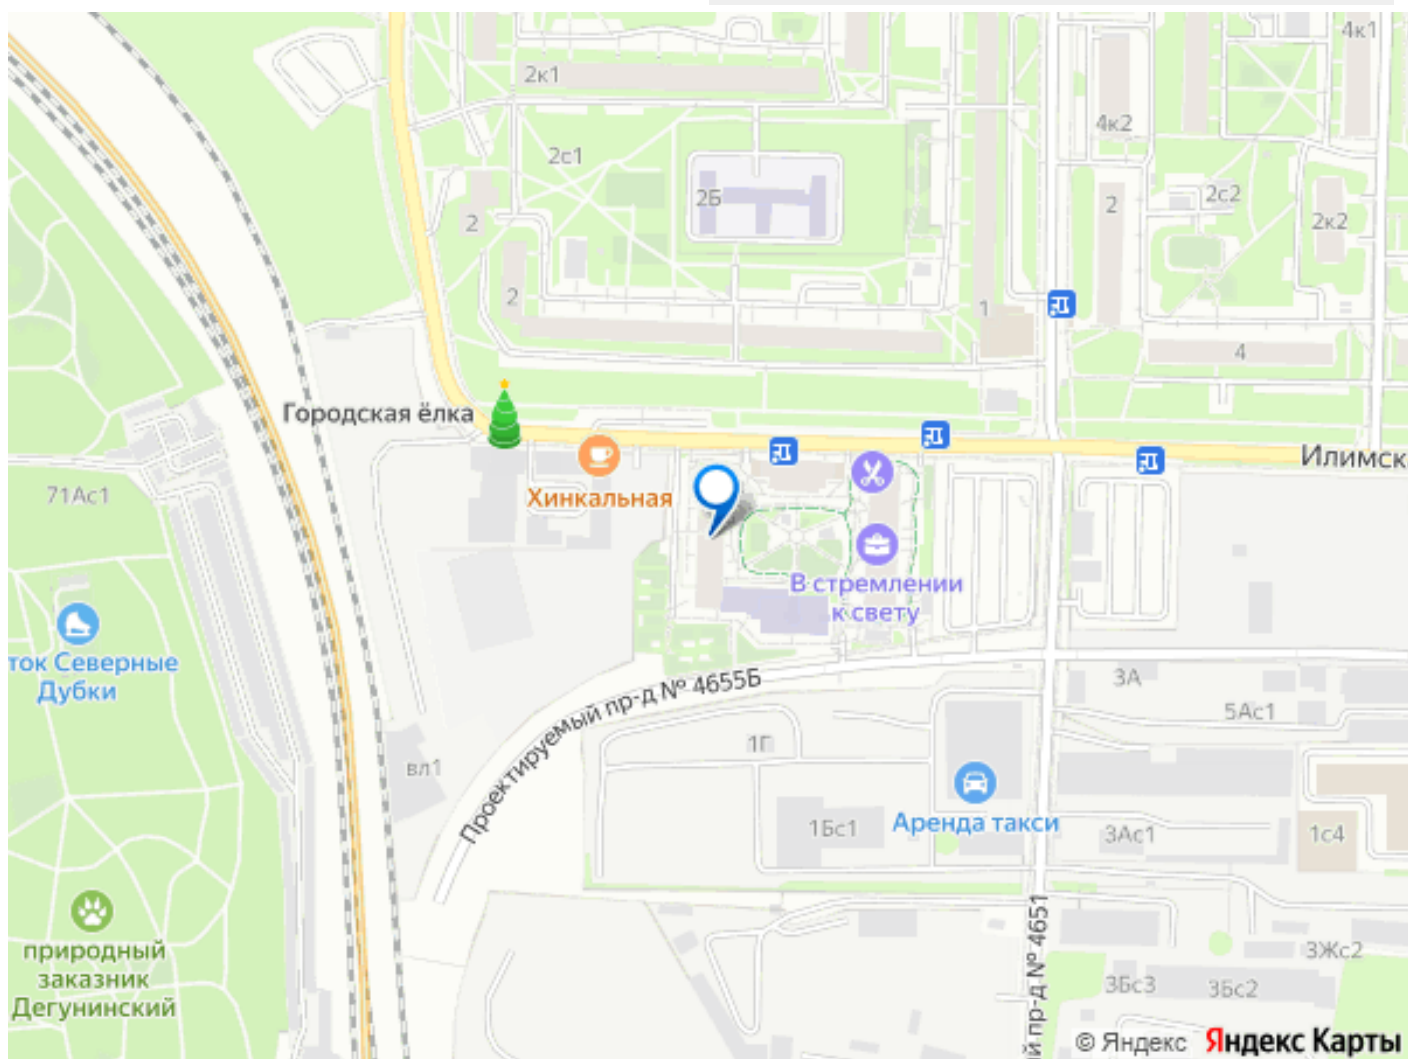 4к1
2к1
4к2
2с1
2Б
2
2
2с2
2к2
2
1
4
Городская ёлка
Хинкальная
Илимск
71Ас1
В стремлении
к свету
ток Северные
Дубки
Проектируемый пр-д № 4655Б
3А
5Ас1
1Г
вл1
Аренда такси
1Бс1
3Ас1
1с4
природный
заказник
Дегунинский
ый пр-д № 4651
3Жс2
3Бс3
3Бс2
© Яндекс Яндекс Карты